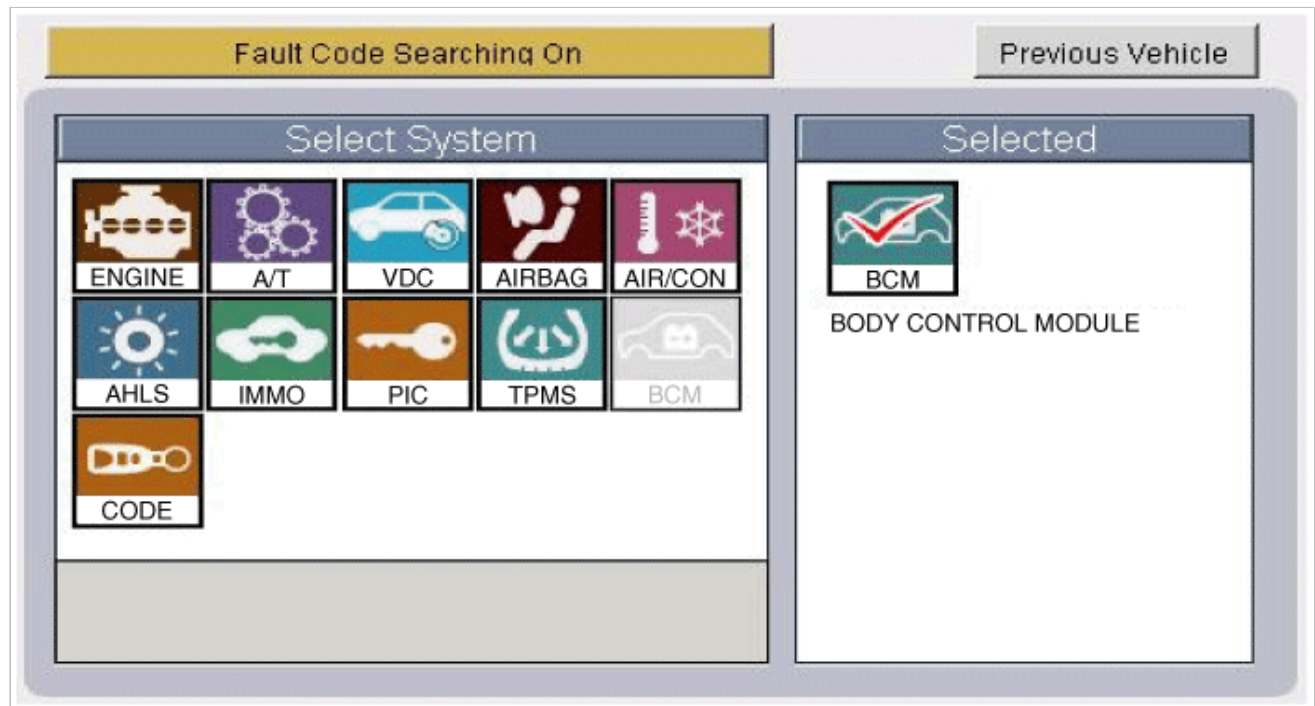 Fault Code Searching On
Previous Vehicle
Select System
Selected
ENGINE A/T VDC AIRBAG AIR/CON
AHLS IMMO PIC TPMS BCM
CODE
BCM
BODY CONTROL MODULE